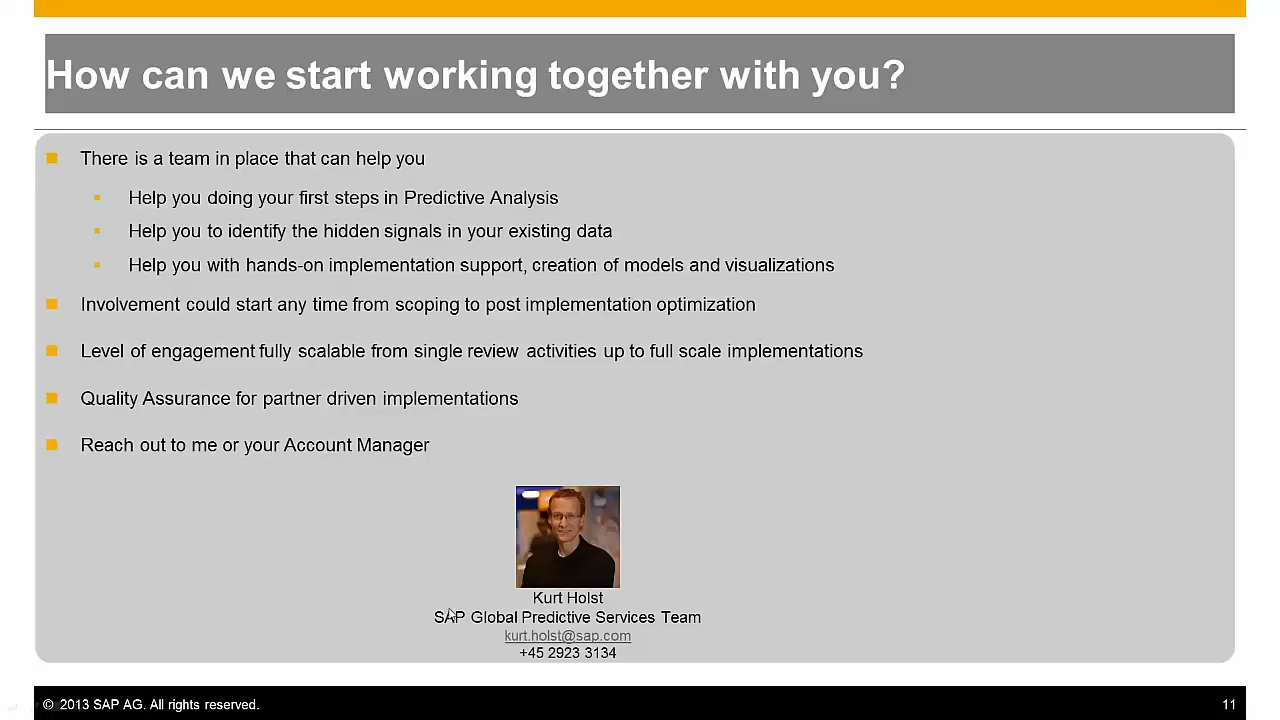 How can we start working together with you?
There is a team in place that can help you
Help you doing your first steps in Predictive Analysis
Help you to identify the hidden signals in your existing data
Help you with hands-on implementation support, creation of models and visualizations
Involvement could start any time from scoping to post implementation optimization
Level of engagement fully scalable from single review activities up to full scale implementations
Quality Assurance for partner driven implementations
Reach out to me or your Account Manager
Kurt Holst
SAP Global Predictive Services Team
kurt.holst@sap.com
+45 2923 3134
© 2013 SAP AG. All rights reserved.
11